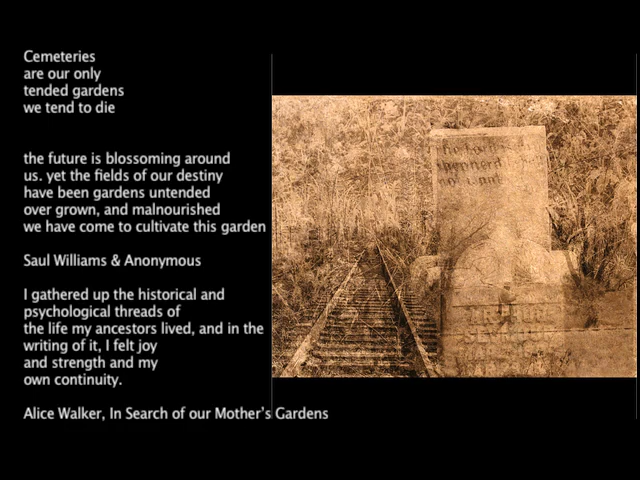 Cemeteries
are our only
tended gardens
we tend to die
the future is blossoming around
us. yet the fields of our destiny
have been gardens untended
over grown, and malnourished
we have come to cultivate this garden
Saul Williams & Anonymous
I gathered up the historical and
psychological threads of
the life my ancestors lived, and in the
writing of it, I felt joy
and strength and my
own continuity.
Alice Walker, In Search of our Mother's Gardens
shepherd